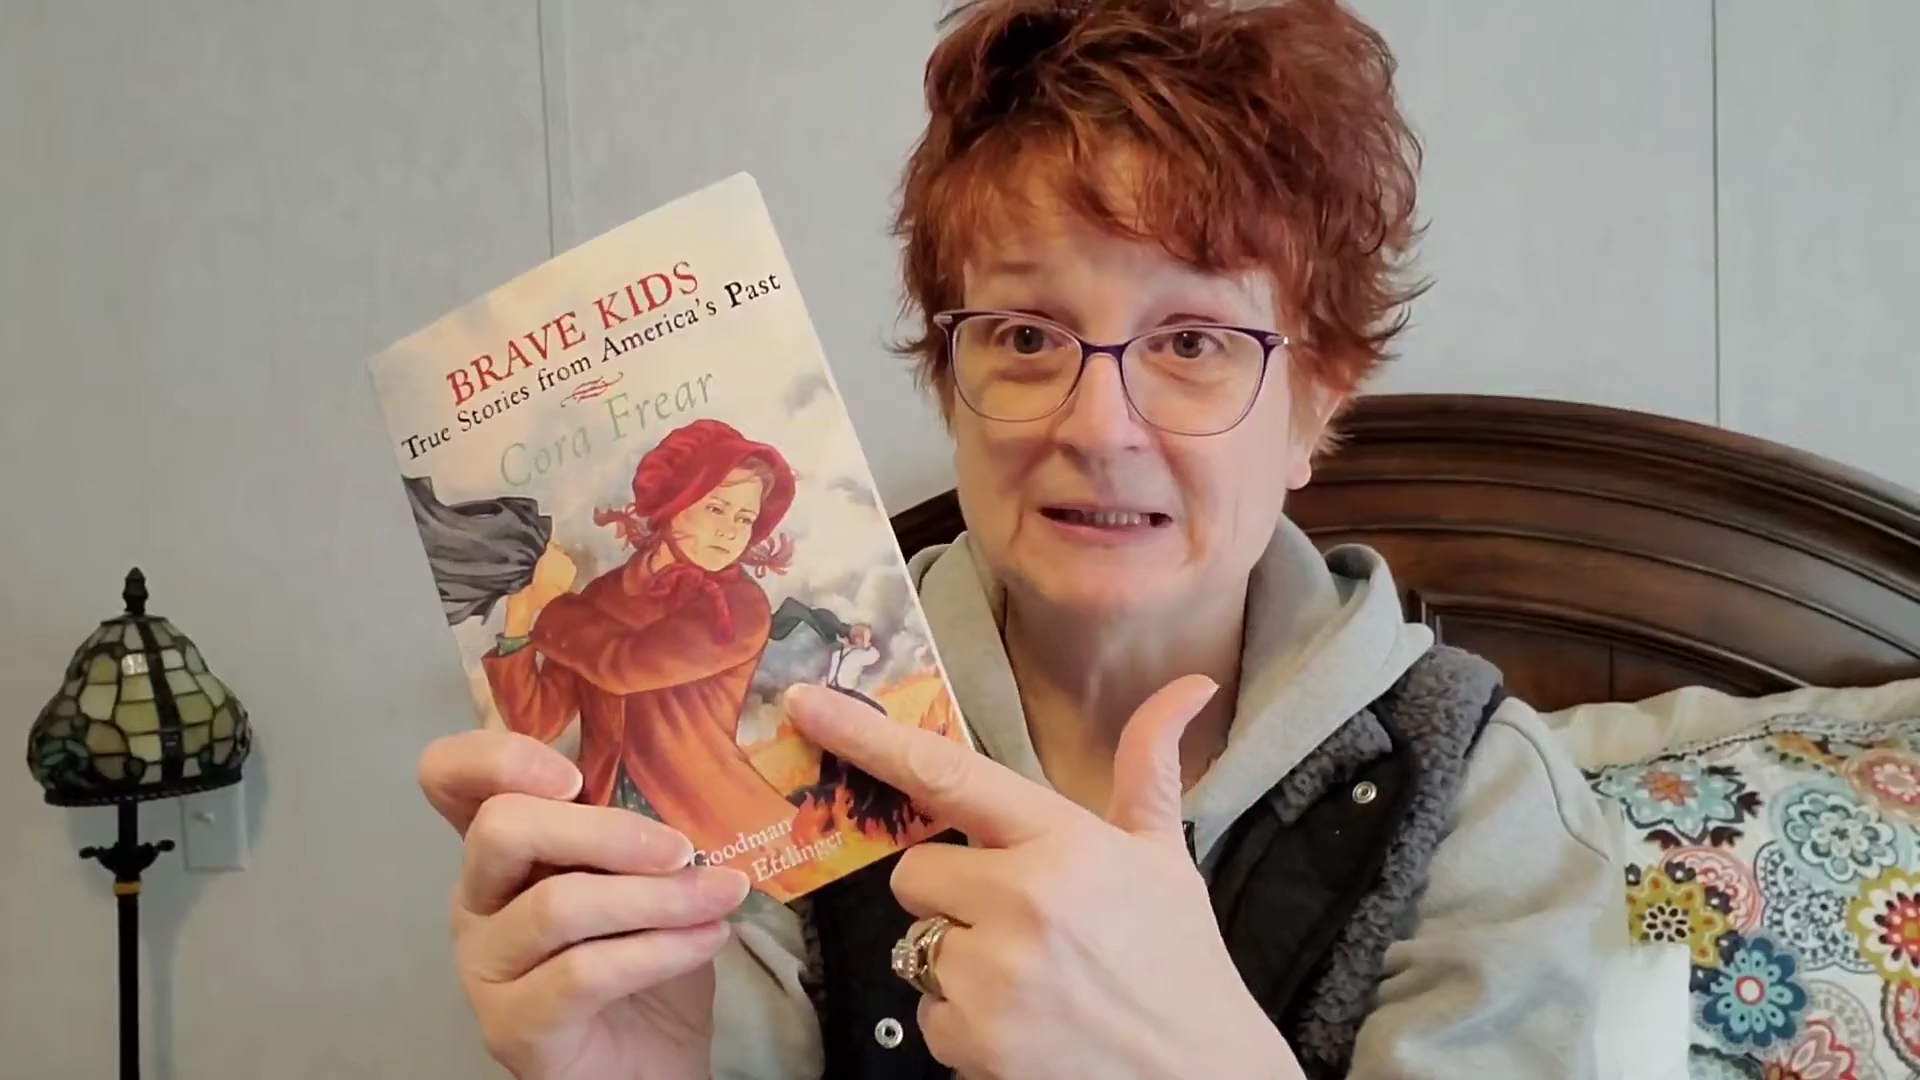 BRAVE KIDS
True Stories from America's Past
Cora Frear
Goodman
Ettlinger